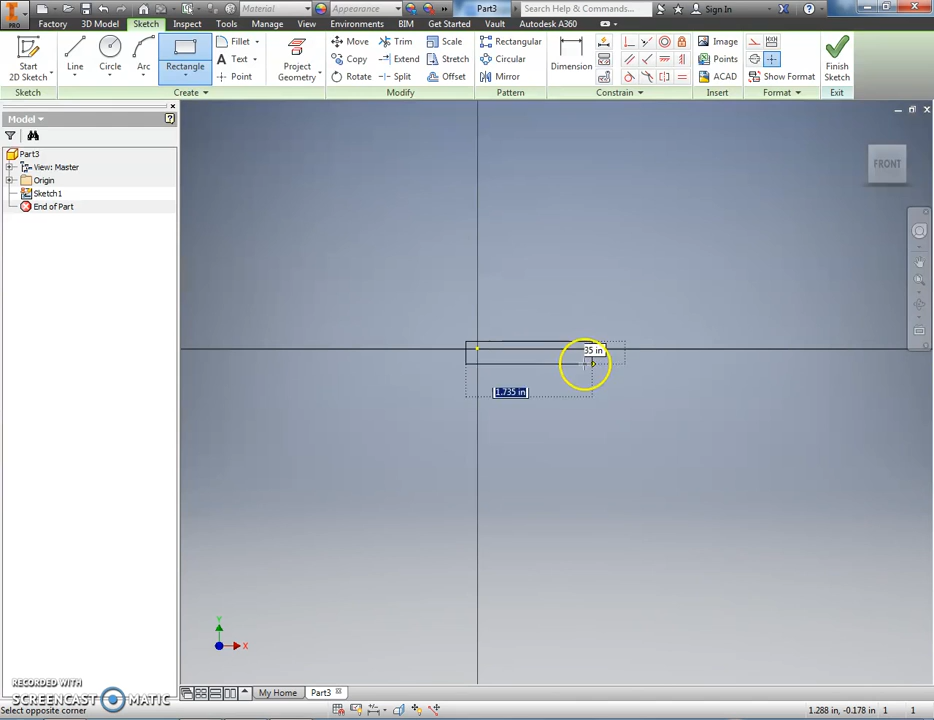 Material
Appearance
Part3
Search Help & Commands...
Sign In
PRO
File
3D Model
Sketch
Inspect
Tools
Manage
Environments
BIM
View
Get Started
Vault
Autodesk A360
Start
2D Sketch
Line
Circle
Arc
Rectangle
Fillet
Text
Point
Project
Geometry
Move
Copy
Rotate
Trim
Extend
Split
Scale
Stretch
Offset
Rectangular
Circular
Mirror
Dimension
Image
Points
ACAD
Show Format
Finish
Sketch
Sketch
Create
Modify
Pattern
Constrain
Insert
Format
Exit
Model
Part3
View: Master
Origin
Sketch1
End of Part
FRONT
35 in
1.735 in
Y
X
RECORDED WITH
SCREENCAST MATIC
My Home
Part3
Select opposite corner
1.288 in, -0.178 in
1
1